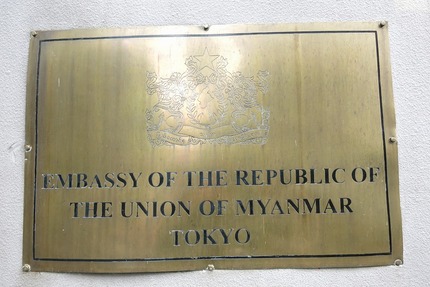 EMBASSY OF THE REPUBLIC OF
THE UNION OF MYANMAR
TOKYO